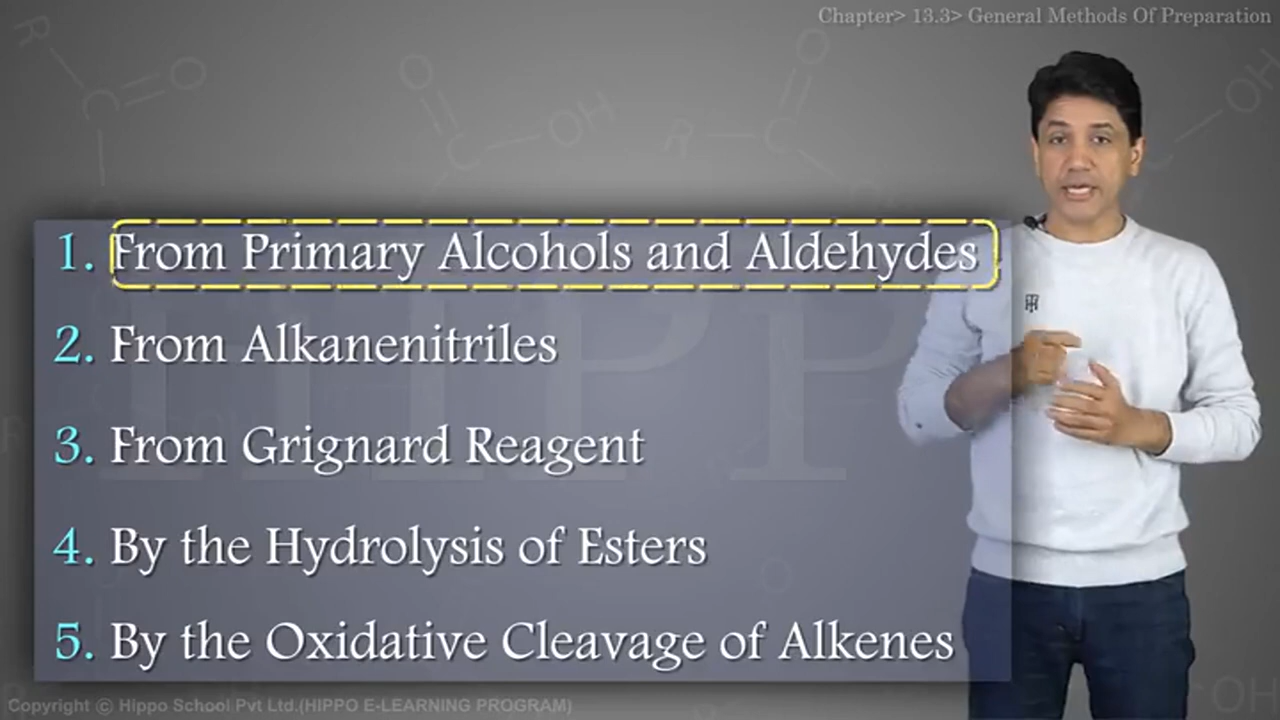 Chapter> 13.3> General Methods Of Preparation
1. From Primary Alcohols and Aldehydes
2. From Alkanenitriles
3. From Grignard Reagent
4. By the Hydrolysis of Esters
5. By the Oxidative Cleavage of Alkenes
Copyright © Hippo School Pvt Ltd.(HIPPO E-LEARNING PROGRAM)